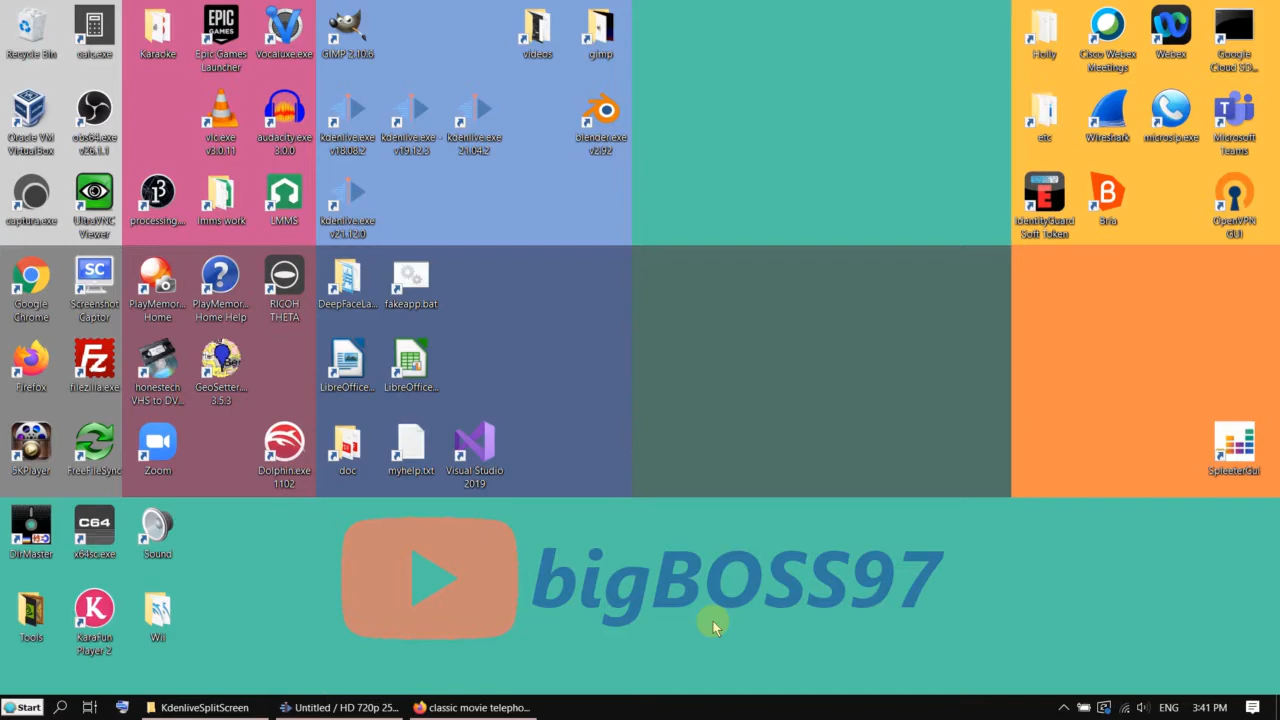 Recycle Bin
calc.exe
Karaoke
Epic Games
Launcher
Vocaluxe.exe
GIMP 2.10.6
videos
gimp
Holly
Cisco Webex
Meetings
Webex
Google
Cloud SD...
Oracle VM
VirtualBox
obs64.exe
v26.1.1
vlc.exe
v3.0.11
audacity.exe
3.0.0
kdenlive.exe
v18.08.2
kdenlive.exe -
v19.12.3
kdenlive.exe
21.04.2
blender.exe
v2.92
etc
Wireshark
microsip.exe
Microsoft
Teams
captura.exe
UltraVNC
Viewer
processing....
lmms work
LMMS
kdenlive.exe
v21.12.0
IdentityGuard
Soft Token
Bria
OpenVPN
GUI
Google
Chrome
SC
Screenshot
Captor
PlayMemor...
Home
PlayMemor...
Home Help
RICOH
THETA
DeepFaceLa...
fakeapp.bat
Firefox
filezilla.exe
honestech
VHS to DV...
GeoSetter....
3.5.3
LibreOffice...
LibreOffice...
5KPlayer
FreeFileSync
Zoom
Dolphin.exe
1102
doc
myhelp.txt
Visual Studio
2019
SpleeterGui
DirMaster
C64
x64sc.exe
Sound
bigBOSS97
Tools
KaraFun
Player 2
Wii
Start
KdenliveSplitScreen
Untitled / HD 720p 25...
classic movie telepho...
ENG
3:41 PM